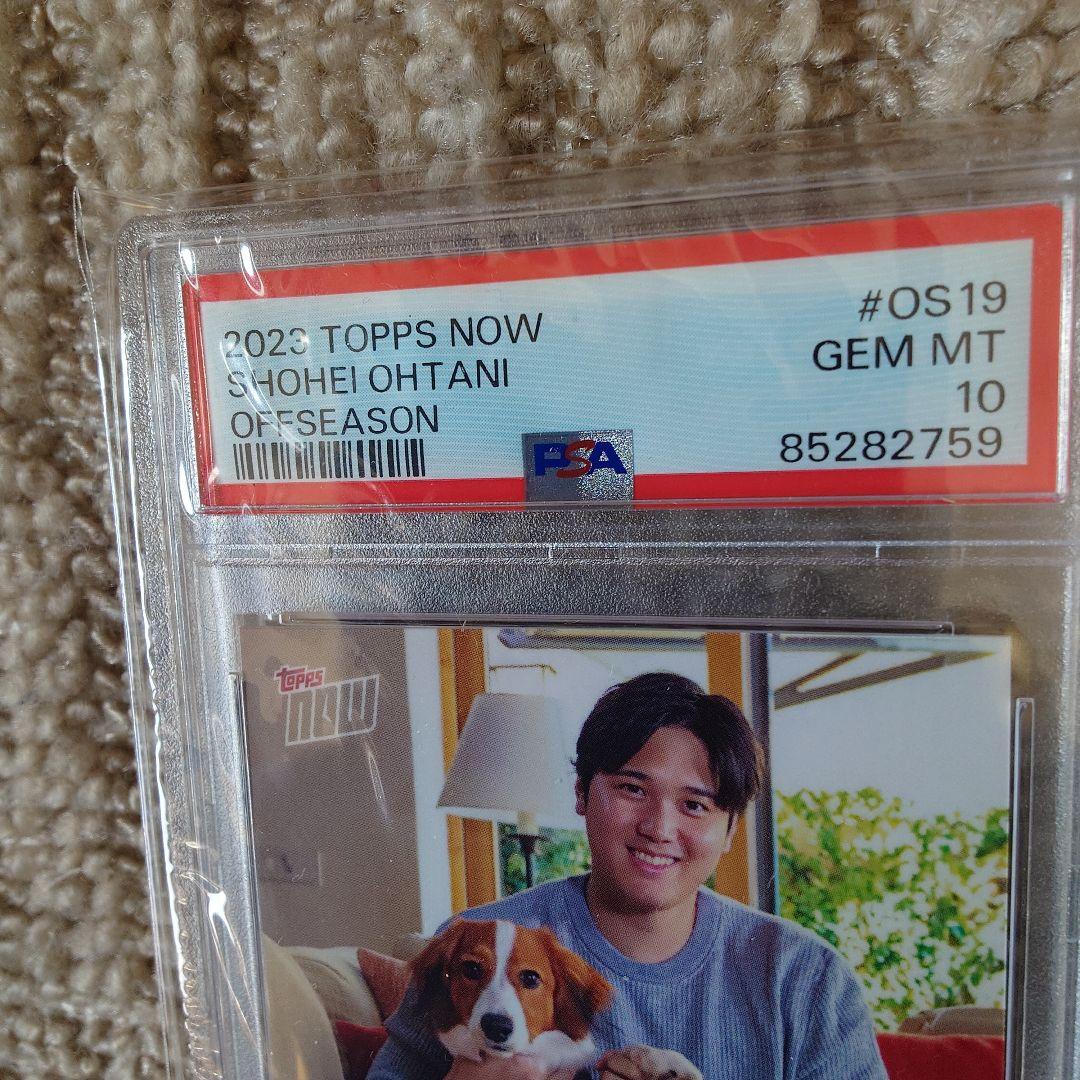 2023 TOPPS NOW
SHOHEI OHTANI
OFFSEASON
#OS19
GEM MT
10
85282759
PSA
TOPPS
NOW